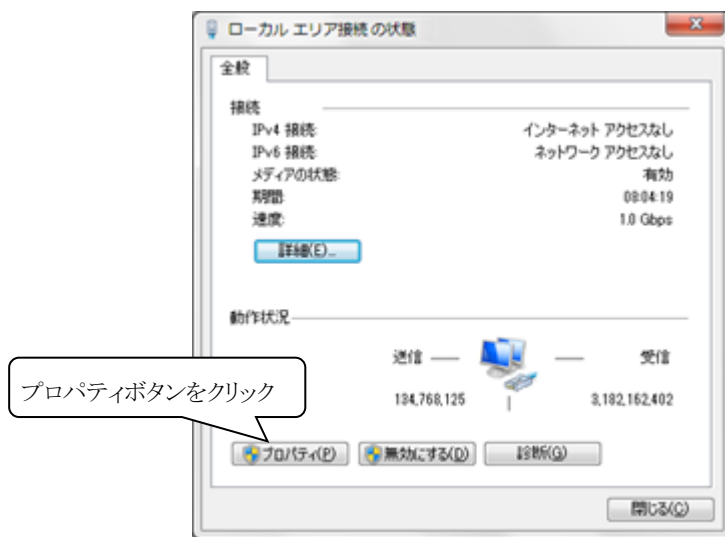 ローカル エリア接続 の状態
全般
接続
IPv4 接続: インターネット アクセスなし
IPv6 接続: ネットワーク アクセスなし
メディアの状態: 有効
期間: 08:04:19
速度: 1.0 Gbps
詳細(E)...
動作状況
送信 受信
134,768,125 3,182,162,402
プロパティボタンをクリック
プロパティ(P) 無効にする(D) 診断(G)
閉じる(C)